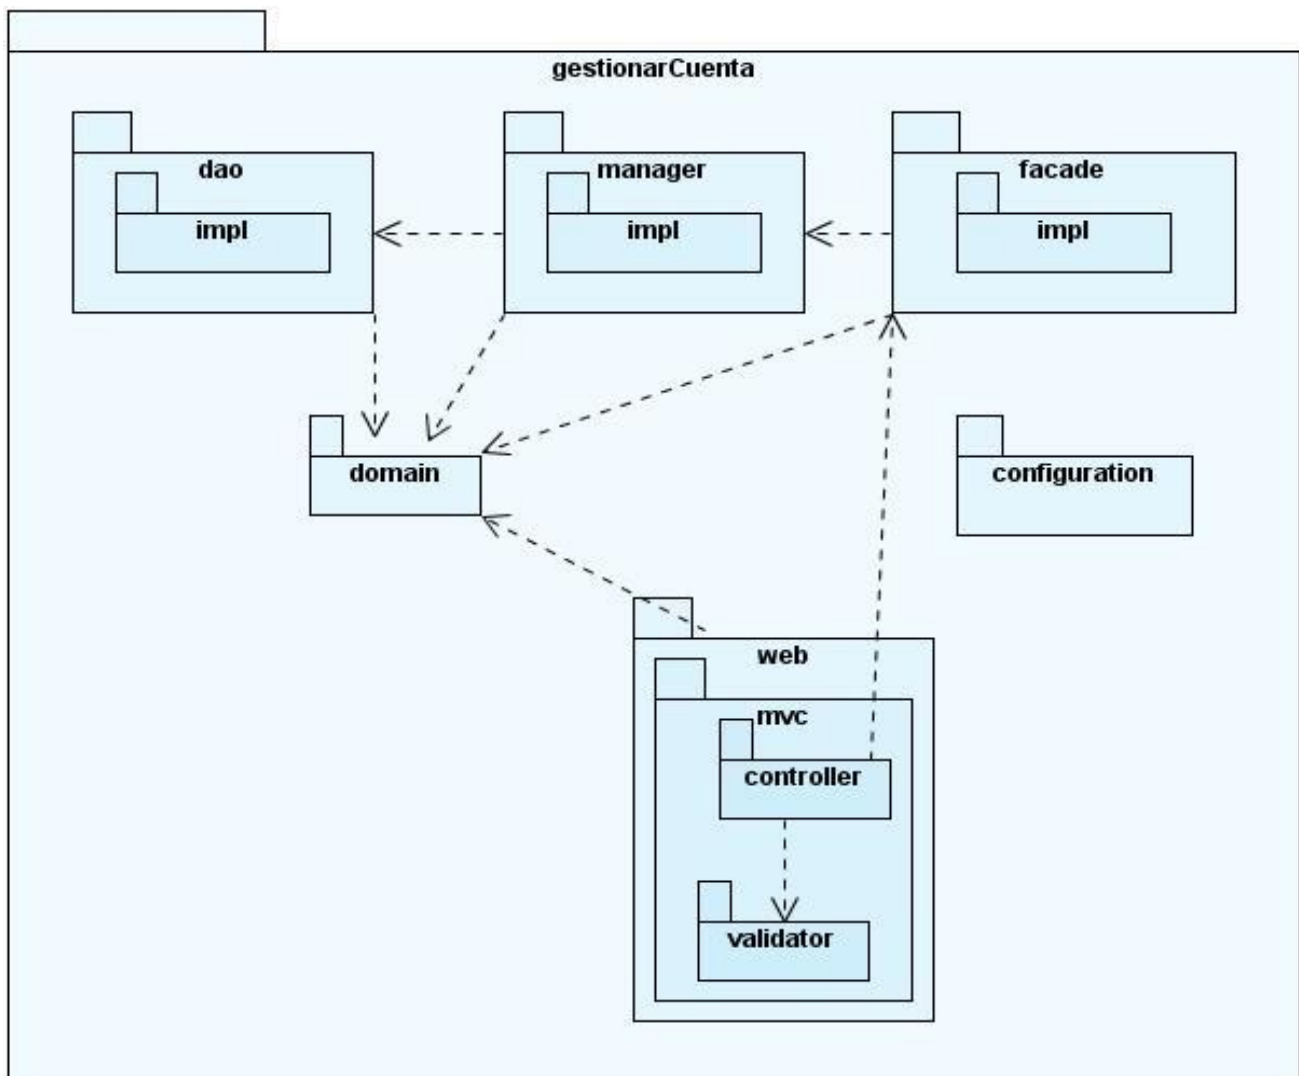 gestionarCuenta
dao
manager
facade
impl
impl
impl
domain
configuration
web
mvc
controller
validator